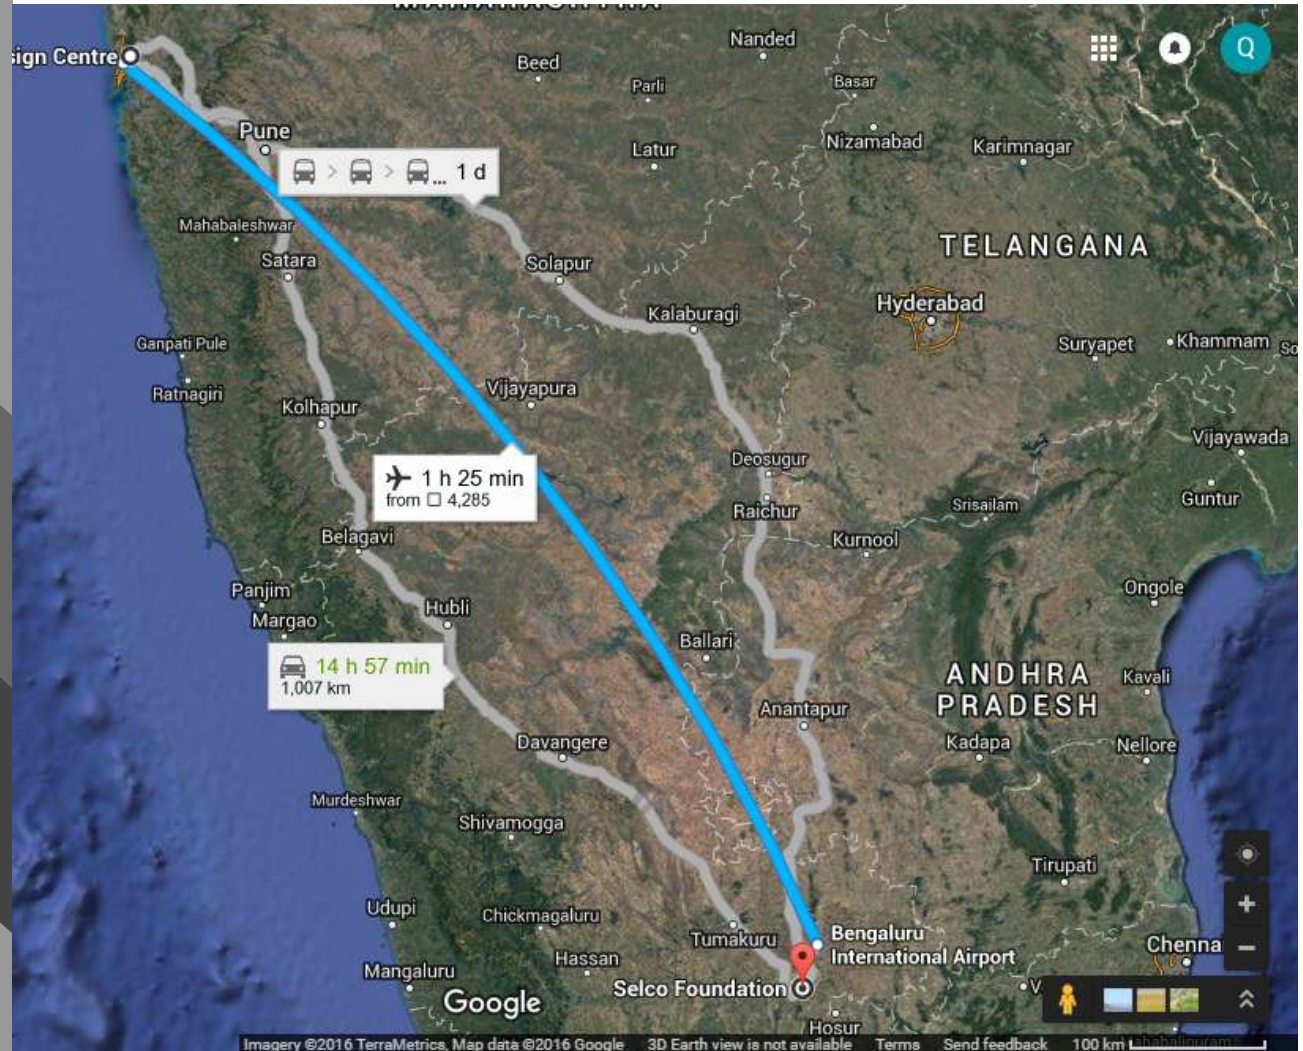 MAHARASHTRA
sign Centre
Nanded
Q
Beed
Parli
Basar
Pune
Latur
Nizamabad
Karimnagar
... 1 d
Mahabaleshwar
Satara
Solapur
TELANGANA
Kalaburagi
Hyderabad
Ganpati Pule
Suryapet
Khammam
So
Ratnagiri
Vijayapura
Kolhapur
Vijayawada
Deosugur
1 h 25 min
from □ 4,285
Guntur
Raichur
Srisailam
Belagavi
Kurnool
Panjim
Ongole
Hubli
Margao
Ballari
14 h 57 min
1,007 km
ANDHRA
PRADESH
Kavali
Anantapur
Davangere
Kadapa
Nellore
Murdeshwar
Shivamogga
Tirupati
Udupi
Chickmagaluru
Tumakuru
Bengaluru
International Airport
Chenna
Hassan
Mangaluru
Selco Foundation
V
Google
Hosur
Imagery ©2016 TerraMetrics, Map data ©2016 Google 3D Earth view is not available Terms Send feedback 100 km